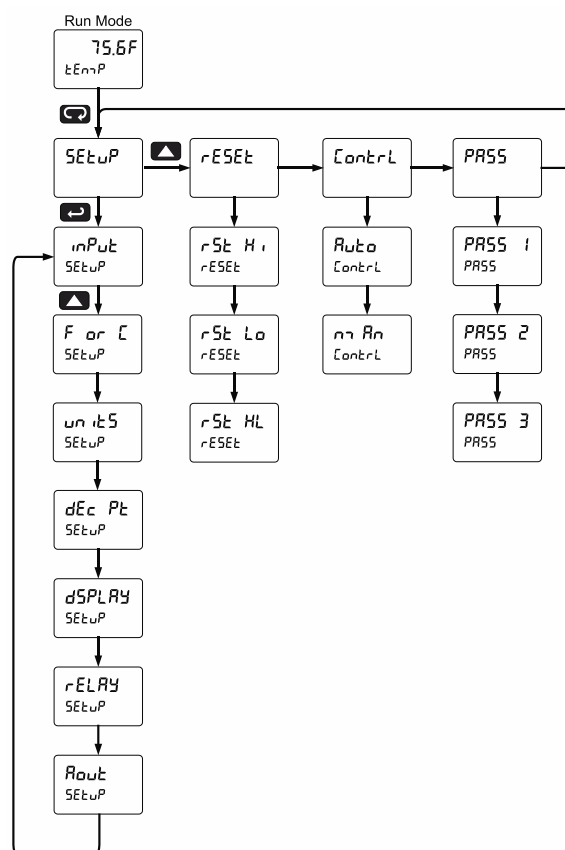 Run Mode
75.6F
tEmP
SEtuP
rESEt
ContrL
PASS
inPut
SEtuP
rSt Hi
rESEt
Auto
ContrL
PASS 1
PASS
F or C
SEtuP
rSt Lo
rESEt
mAn
ContrL
PASS 2
PASS
unitS
SEtuP
rSt HL
rESEt
PASS 3
PASS
dEc Pt
SEtuP
dSPLAY
SEtuP
rELAY
SEtuP
Aout
SEtuP